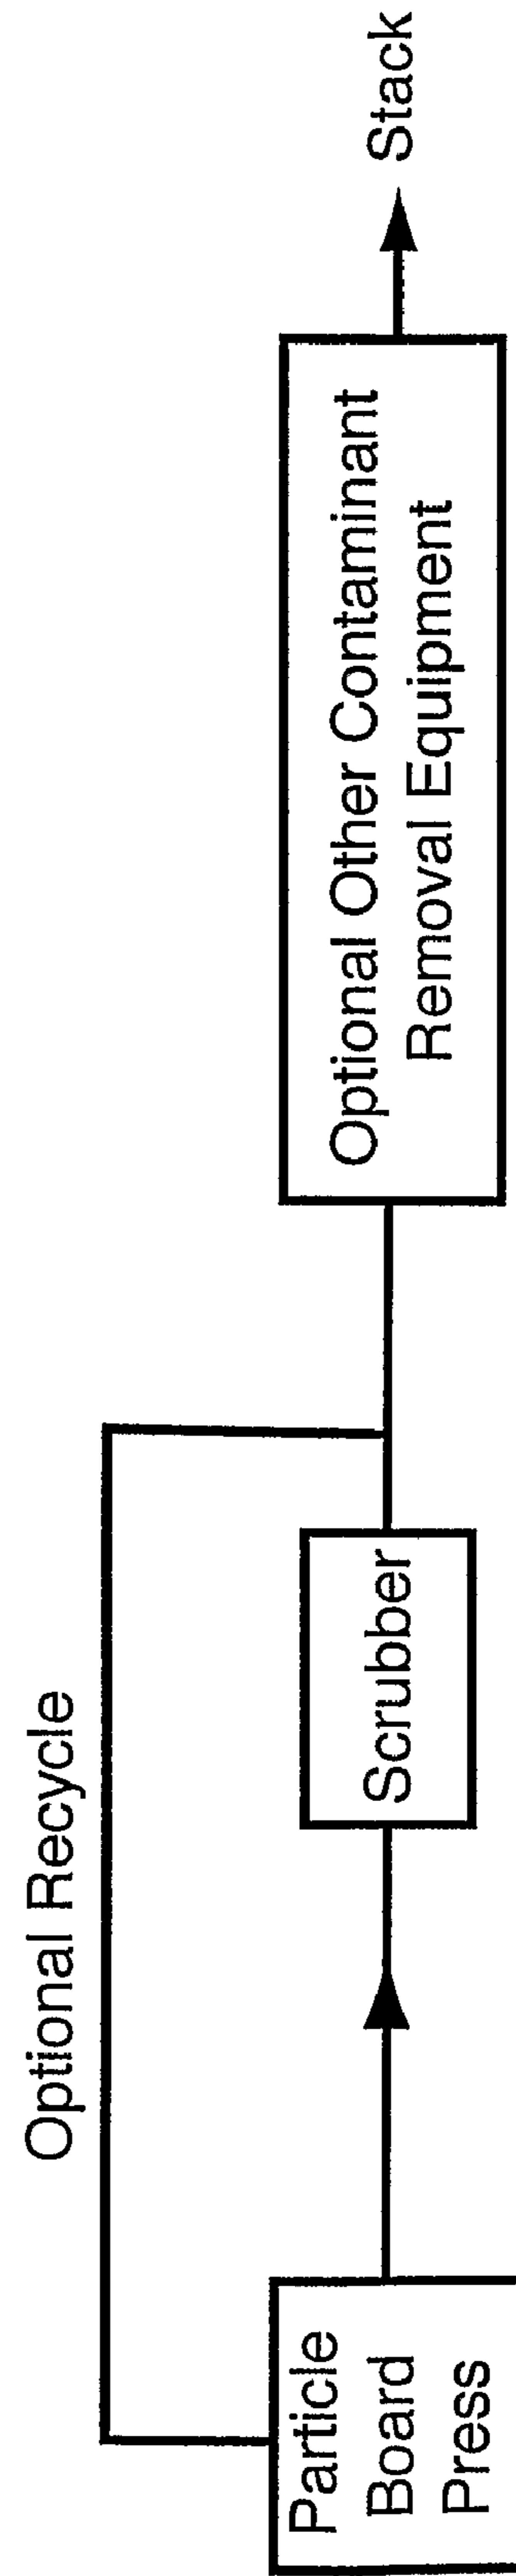 Optional Recycle
Particle
Board
Press
Scrubber
Optional Other Contaminant
Removal Equipment
Stack